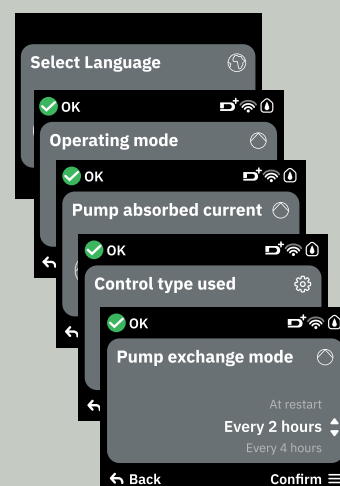 Select Language
OK
Operating mode
OK
Pump absorbed current
OK
Control type used
OK
Pump exchange mode
At restart
Every 2 hours
Every 4 hours
Back Confirm